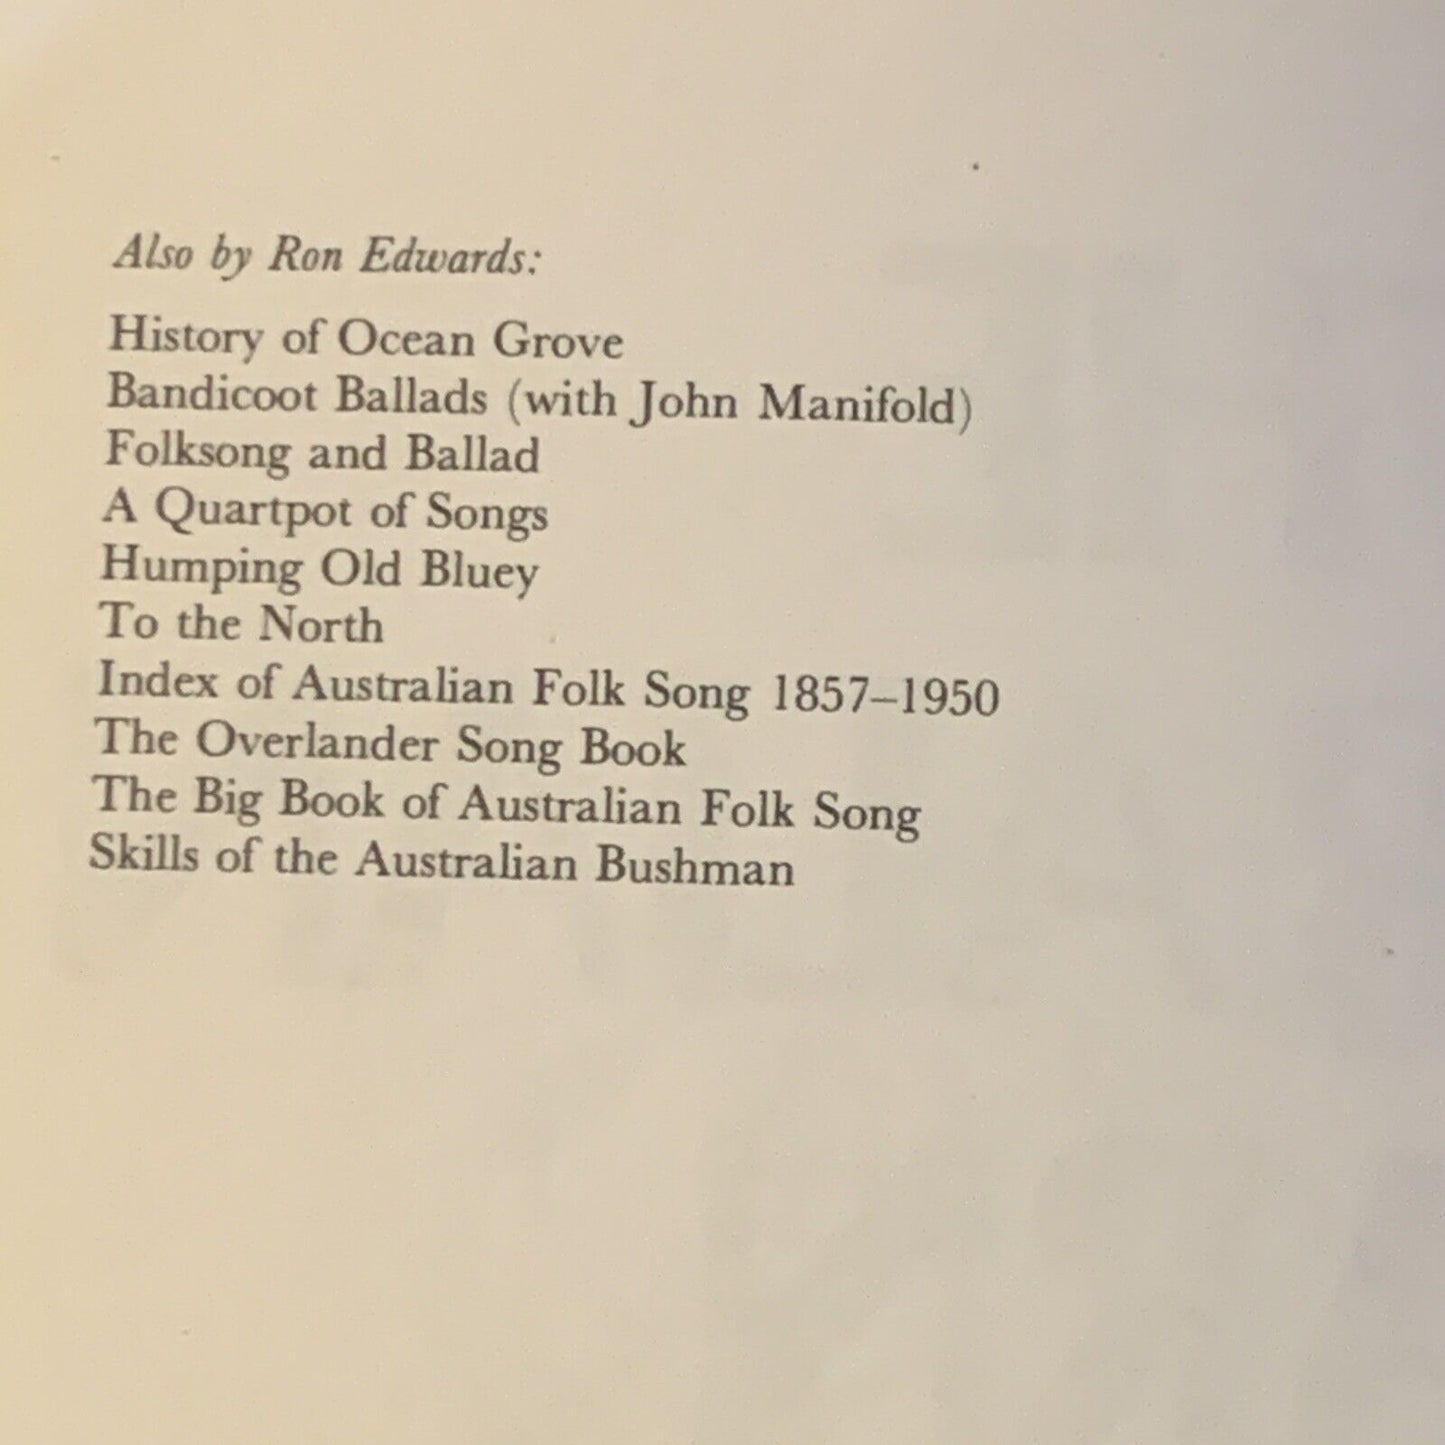 Also by Ron Edwards:
History of Ocean Grove
Bandicoot Ballads (with John Manifold)
Folksong and Ballad
A Quartpot of Songs
Humping Old Bluey
To the North
Index of Australian Folk Song 1857–1950
The Overlander Song Book
The Big Book of Australian Folk Song
Skills of the Australian Bushman